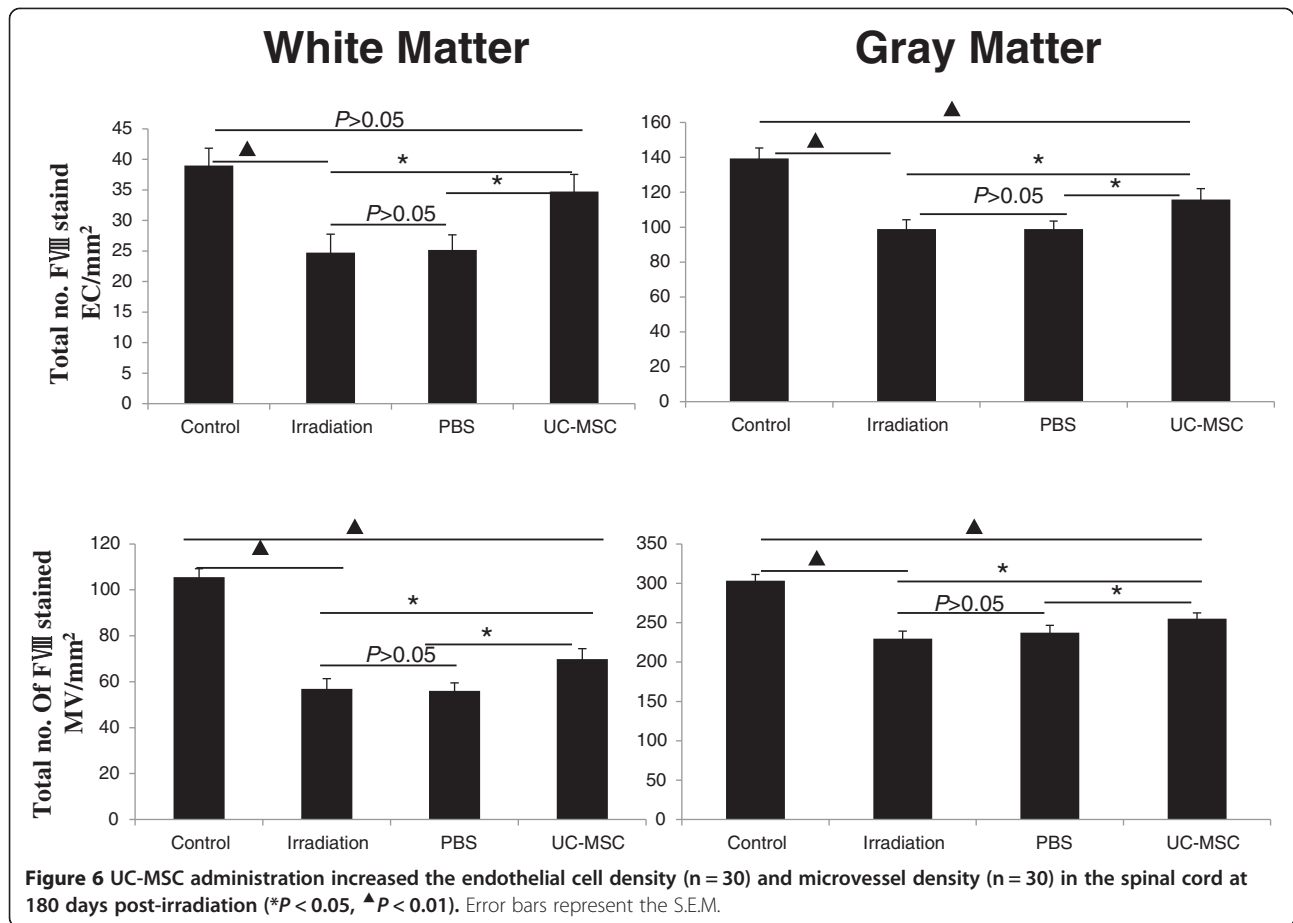 White Matter
Gray Matter
Total no. FⅧ staind
EC/mm²
45
40
35
30
25
20
15
10
5
0
P>0.05
▲
*
*
P>0.05
Control Irradiation PBS UC-MSC
160
140
120
100
80
60
40
20
0
▲
▲
*
*
P>0.05
Control Irradiation PBS UC-MSC
Total no. Of FⅧ stained
MV/mm²
120
100
80
60
40
20
0
▲
▲
*
*
P>0.05
Control Irradiation PBS UC-MSC
350
300
250
200
150
100
50
0
▲
▲
*
*
P>0.05
Control Irradiation PBS UC-MSC
Figure 6 UC-MSC administration increased the endothelial cell density (n = 30) and microvessel density (n = 30) in the spinal cord at
180 days post-irradiation (*P < 0.05, ▲P < 0.01). Error bars represent the S.E.M.